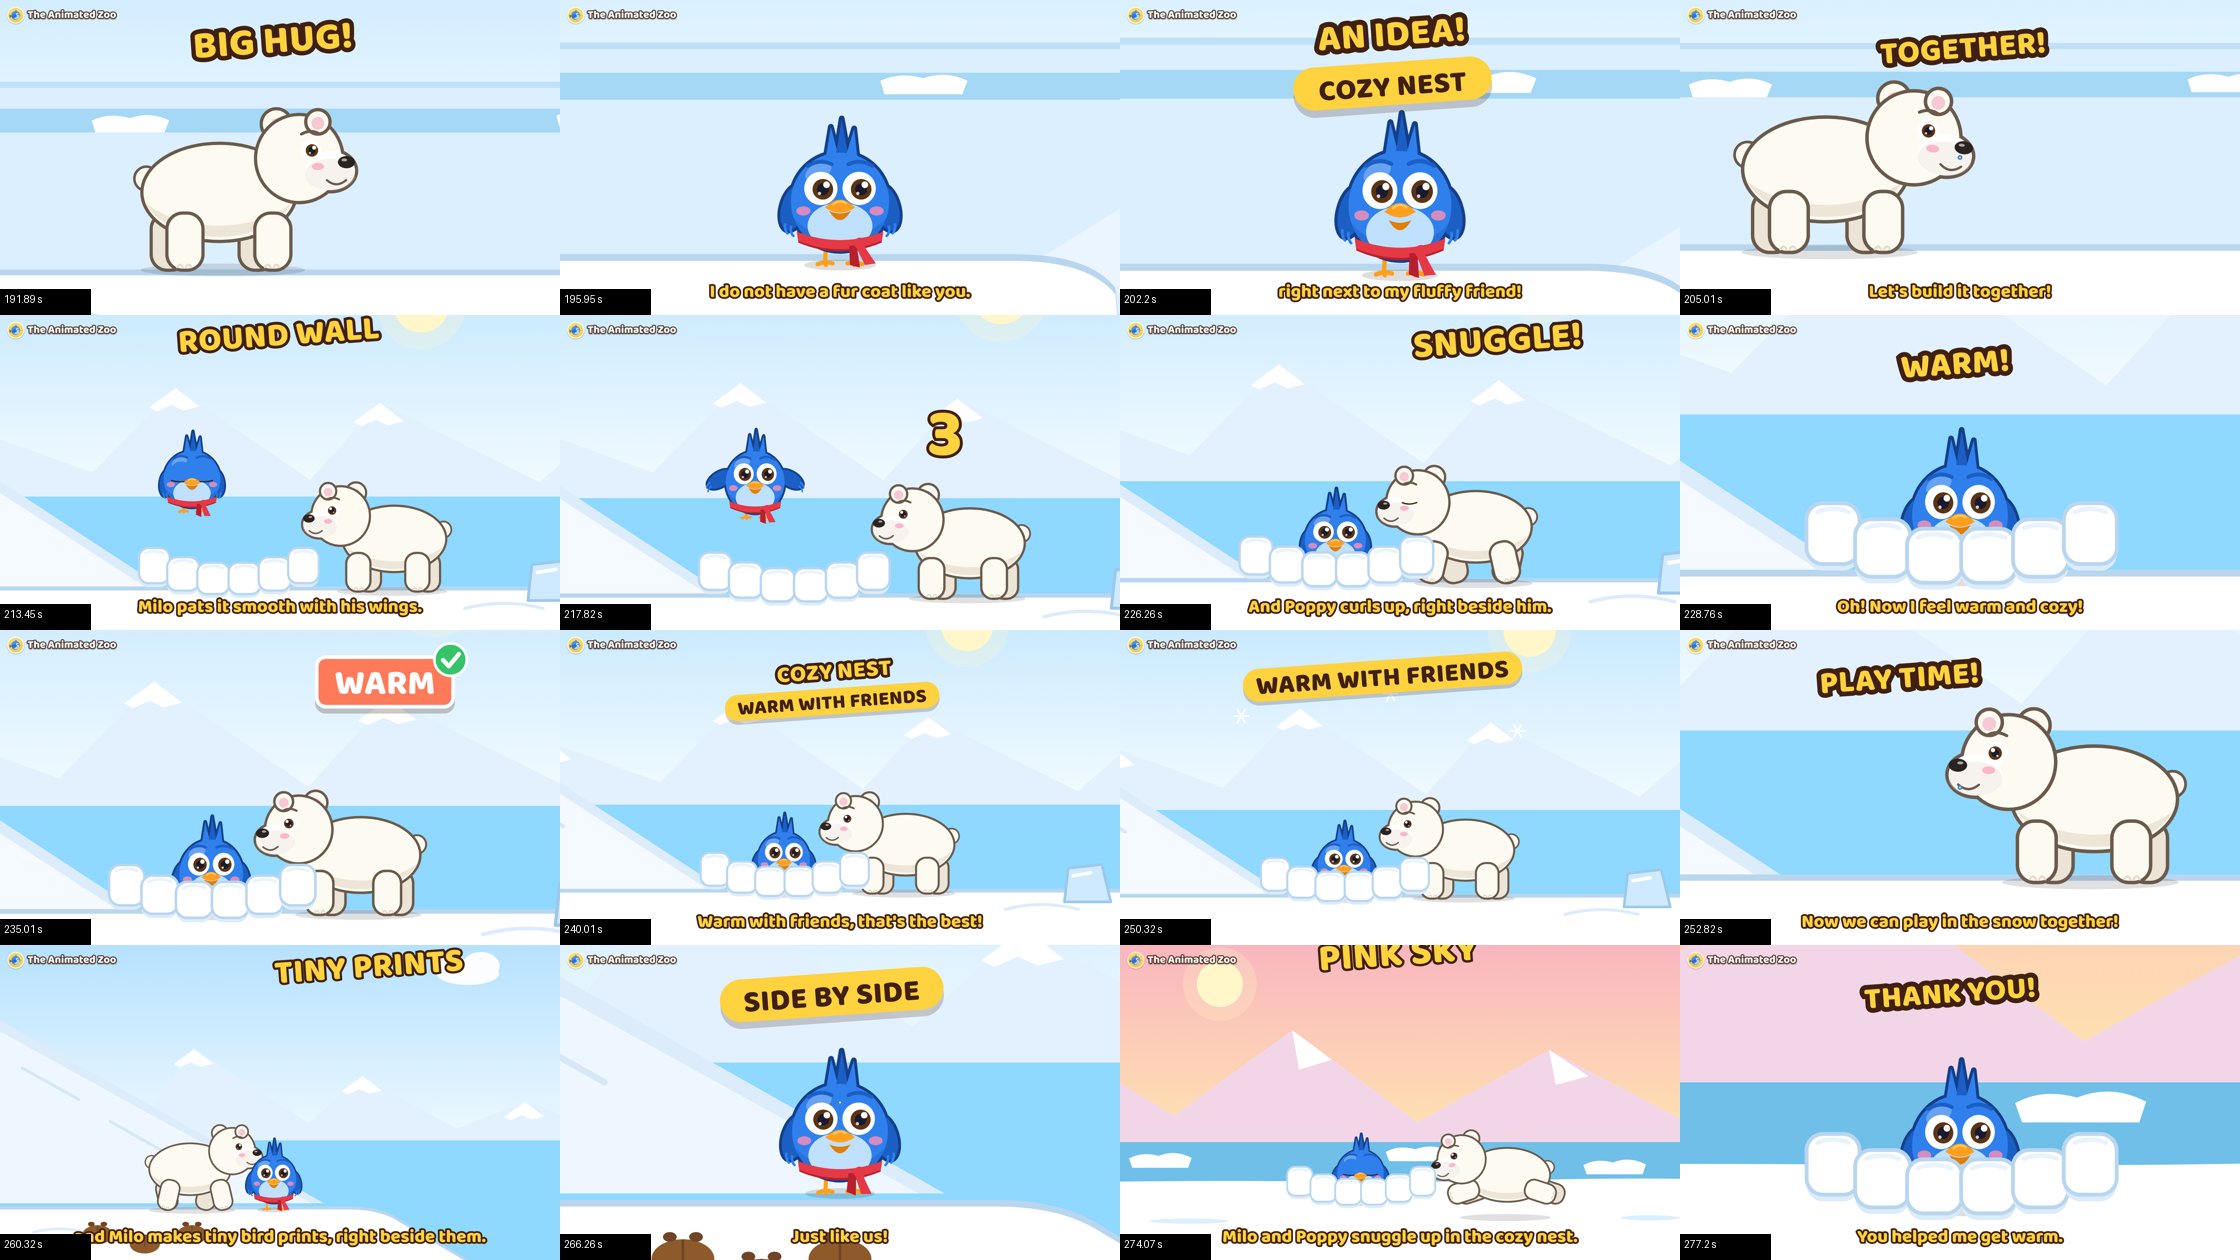 The Animated Zoo
BIG HUG!
191.89 s
The Animated Zoo
I do not have a fur coat like you.
195.95 s
The Animated Zoo
AN IDEA!
COZY NEST
right next to my fluffy friend!
202.2 s
The Animated Zoo
TOGETHER!
Let's build it together!
205.01 s
The Animated Zoo
ROUND WALL
Milo pats it smooth with his wings.
213.45 s
The Animated Zoo
3
217.82 s
The Animated Zoo
SNUGGLE!
And Poppy curls up, right beside him.
226.26 s
The Animated Zoo
WARM!
Oh! Now I feel warm and cozy!
228.76 s
The Animated Zoo
WARM
235.01 s
The Animated Zoo
COZY NEST
WARM WITH FRIENDS
Warm with friends, that's the best!
240.01 s
The Animated Zoo
WARM WITH FRIENDS
250.32 s
The Animated Zoo
PLAY TIME!
Now we can play in the snow together!
252.82 s
The Animated Zoo
TINY PRINTS
Milo makes tiny bird prints, right beside them.
260.32 s
The Animated Zoo
SIDE BY SIDE
Just like us!
266.26 s
The Animated Zoo
PINK SKY
Milo and Poppy snuggle up in the cozy nest.
274.07 s
The Animated Zoo
THANK YOU!
You helped me get warm.
277.2 s